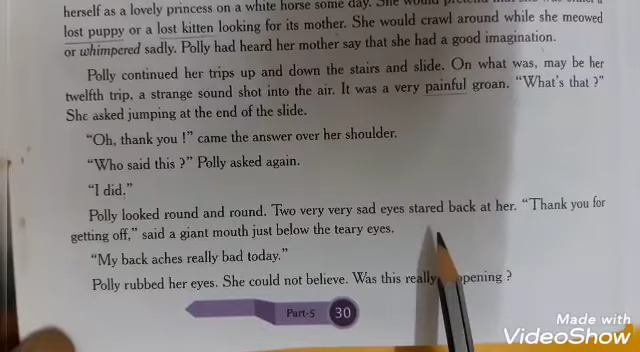 herself as a lovely princess on a white horse some day. She would pretend that she was
lost puppy or a lost kitten looking for its mother. She would crawl around while she meowed
or whimpered sadly. Polly had heard her mother say that she had a good imagination.
Polly continued her trips up and down the stairs and slide. On what was, may be her
twelfth trip, a strange sound shot into the air. It was a very painful groan. “What’s that ?”
She asked jumping at the end of the slide.
“Oh, thank you !” came the answer over her shoulder.
“Who said this ?” Polly asked again.
“I did.”
Polly looked round and round. Two very very sad eyes stared back at her. “Thank you for
getting off,” said a giant mouth just below the teary eyes.
“My back aches really bad today.”
Polly rubbed her eyes. She could not believe. Was this really opening ?
Part-5 30
Made with
VideoShow